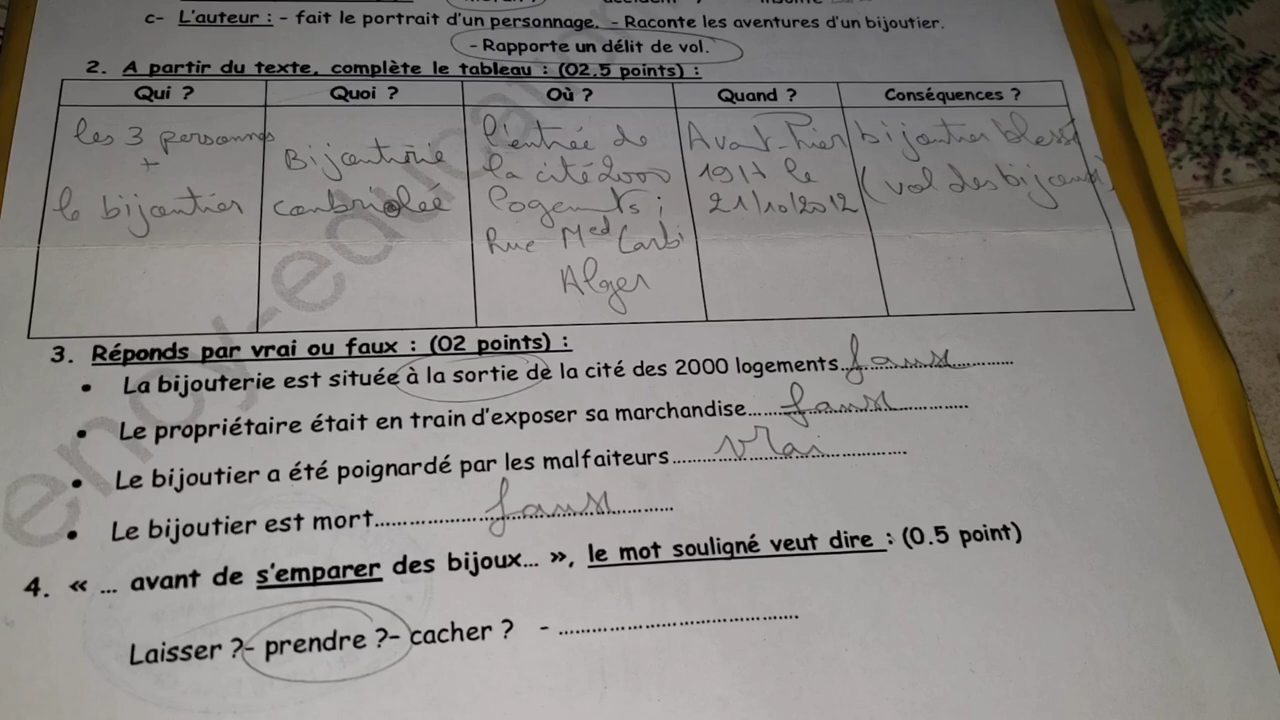 c- L'auteur : - fait le portrait d'un personnage. - Raconte les aventures d'un bijoutier.
- Rapporte un délit de vol.
2. A partir du texte, complète le tableau : (02.5 points) :
Qui ? Quoi ? Où ? Quand ? Conséquences ?
les 3 personnes
+
le bijoutier
Bijouterie
cambriolée
l'entrée de
la cité 2000
logements ;
Rue Med Larbi
Alger
Avant-hier
19H le
21/10/2012
bijoutier blessé
(vol des bijoux)
3. Réponds par vrai ou faux : (02 points) :
• La bijouterie est située à la sortie de la cité des 2000 logements..faux..............
• Le propriétaire était en train d'exposer sa marchandise......faux..............
• Le bijoutier a été poignardé par les malfaiteurs........vrai..............
• Le bijoutier est mort..................faux..............
4. « ... avant de s'emparer des bijoux... », le mot souligné veut dire : (0.5 point)
Laisser ?- prendre ?- cacher ? - ..........................................